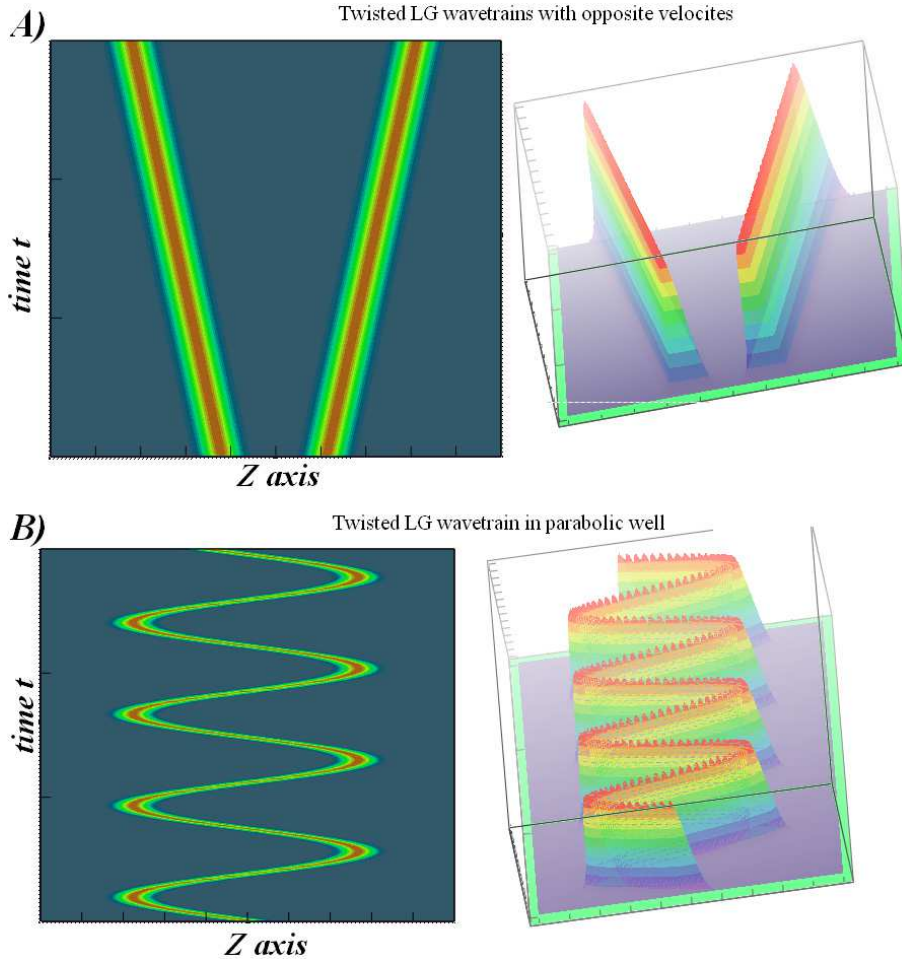 Twisted LG wavetrains with opposite velocites
A)
time t
Z axis
Twisted LG wavetrain in parabolic well
B)
time t
Z axis